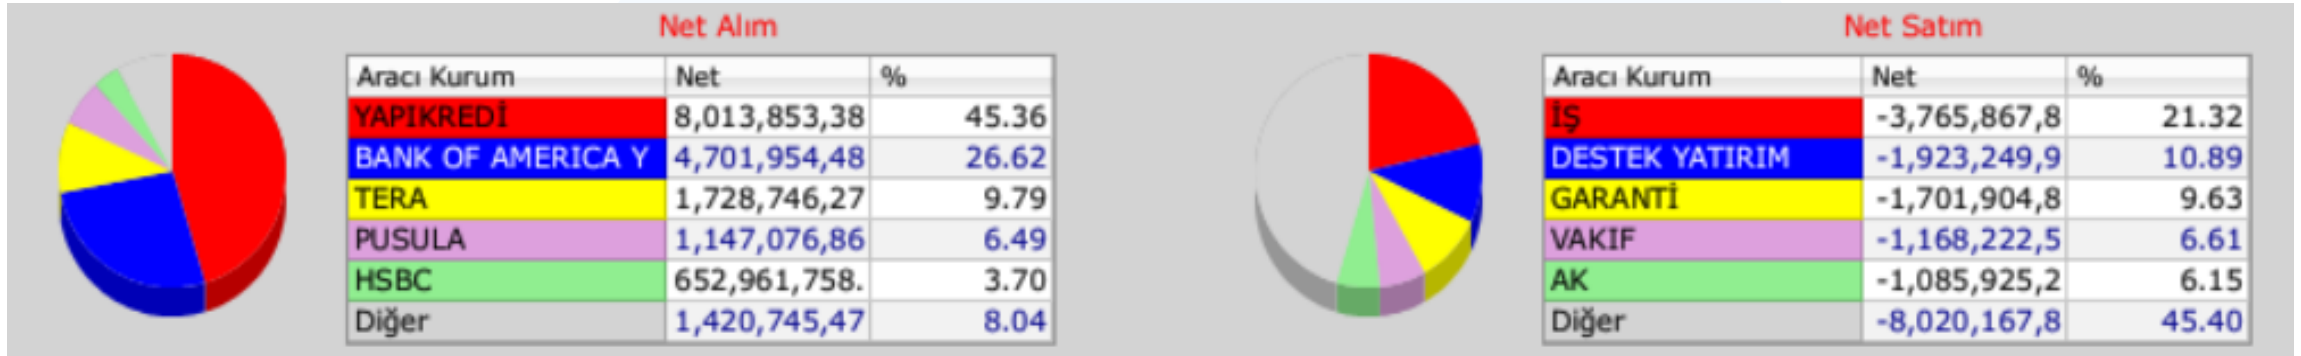 Net Alım
Aracı Kurum Net %
YAPIKREDİ 8,013,853,38 45.36
BANK OF AMERICA Y 4,701,954,48 26.62
TERA 1,728,746,27 9.79
PUSULA 1,147,076,86 6.49
HSBC 652,961,758. 3.70
Diğer 1,420,745,47 8.04
Net Satım
Aracı Kurum Net %
İŞ -3,765,867,8 21.32
DESTEK YATIRIM -1,923,249,9 10.89
GARANTİ -1,701,904,8 9.63
VAKIF -1,168,222,5 6.61
AK -1,085,925,2 6.15
Diğer -8,020,167,8 45.40